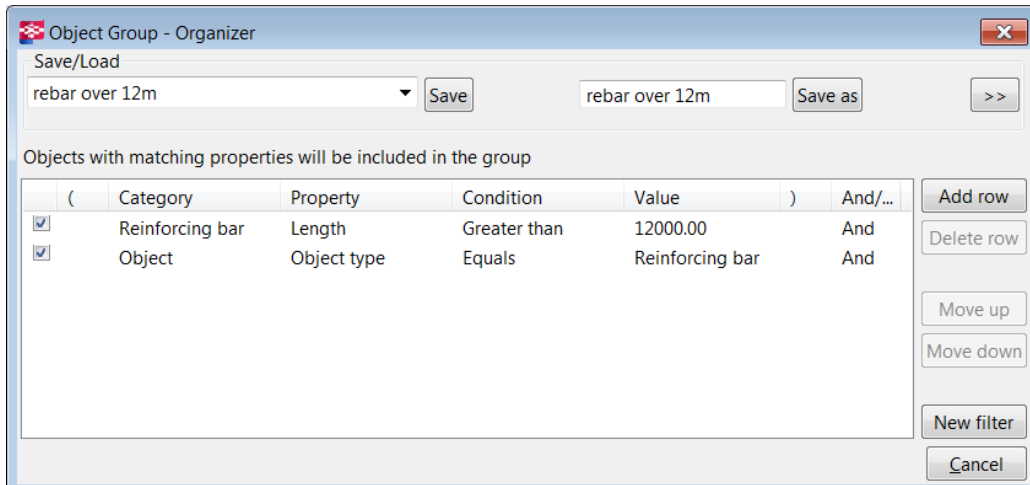 Object Group - Organizer
Save/Load
rebar over 12m Save rebar over 12m Save as >>
Objects with matching properties will be included in the group
( Category Property Condition Value ) And/... Add row
Reinforcing bar Length Greater than 12000.00 And
Delete row
Object Object type Equals Reinforcing bar And
Move up
Move down
New filter
Cancel